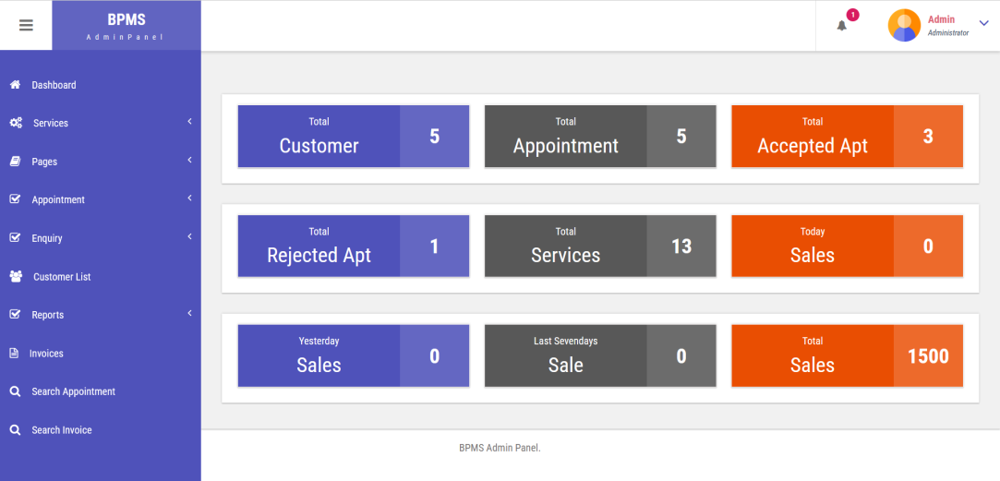 BPMS
AdminPanel
1
Admin
Administrator
Dashboard
Services
Pages
Appointment
Enquiry
Customer List
Reports
Invoices
Search Appointment
Search Invoice
Total
Customer
5
Total
Appointment
5
Total
Accepted Apt
3
Total
Rejected Apt
1
Total
Services
13
Today
Sales
0
Yesterday
Sales
0
Last Sevendays
Sale
0
Total
Sales
1500
BPMS Admin Panel.